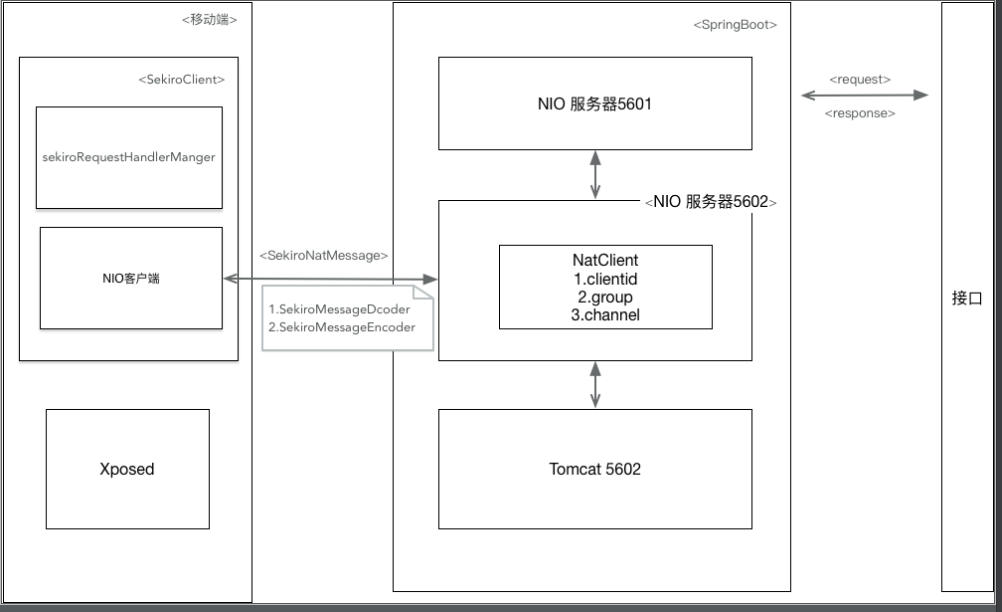 <移动端>
<SekiroClient>
sekiroRequestHandlerManger
NIO客户端
Xposed
<SekiroNatMessage>
1.SekiroMessageDcoder
2.SekiroMessageEncoder
<SpringBoot>
NIO 服务器5601
<NIO 服务器5602>
NatClient
1.clientid
2.group
3.channel
Tomcat 5602
<request>
<response>
接口